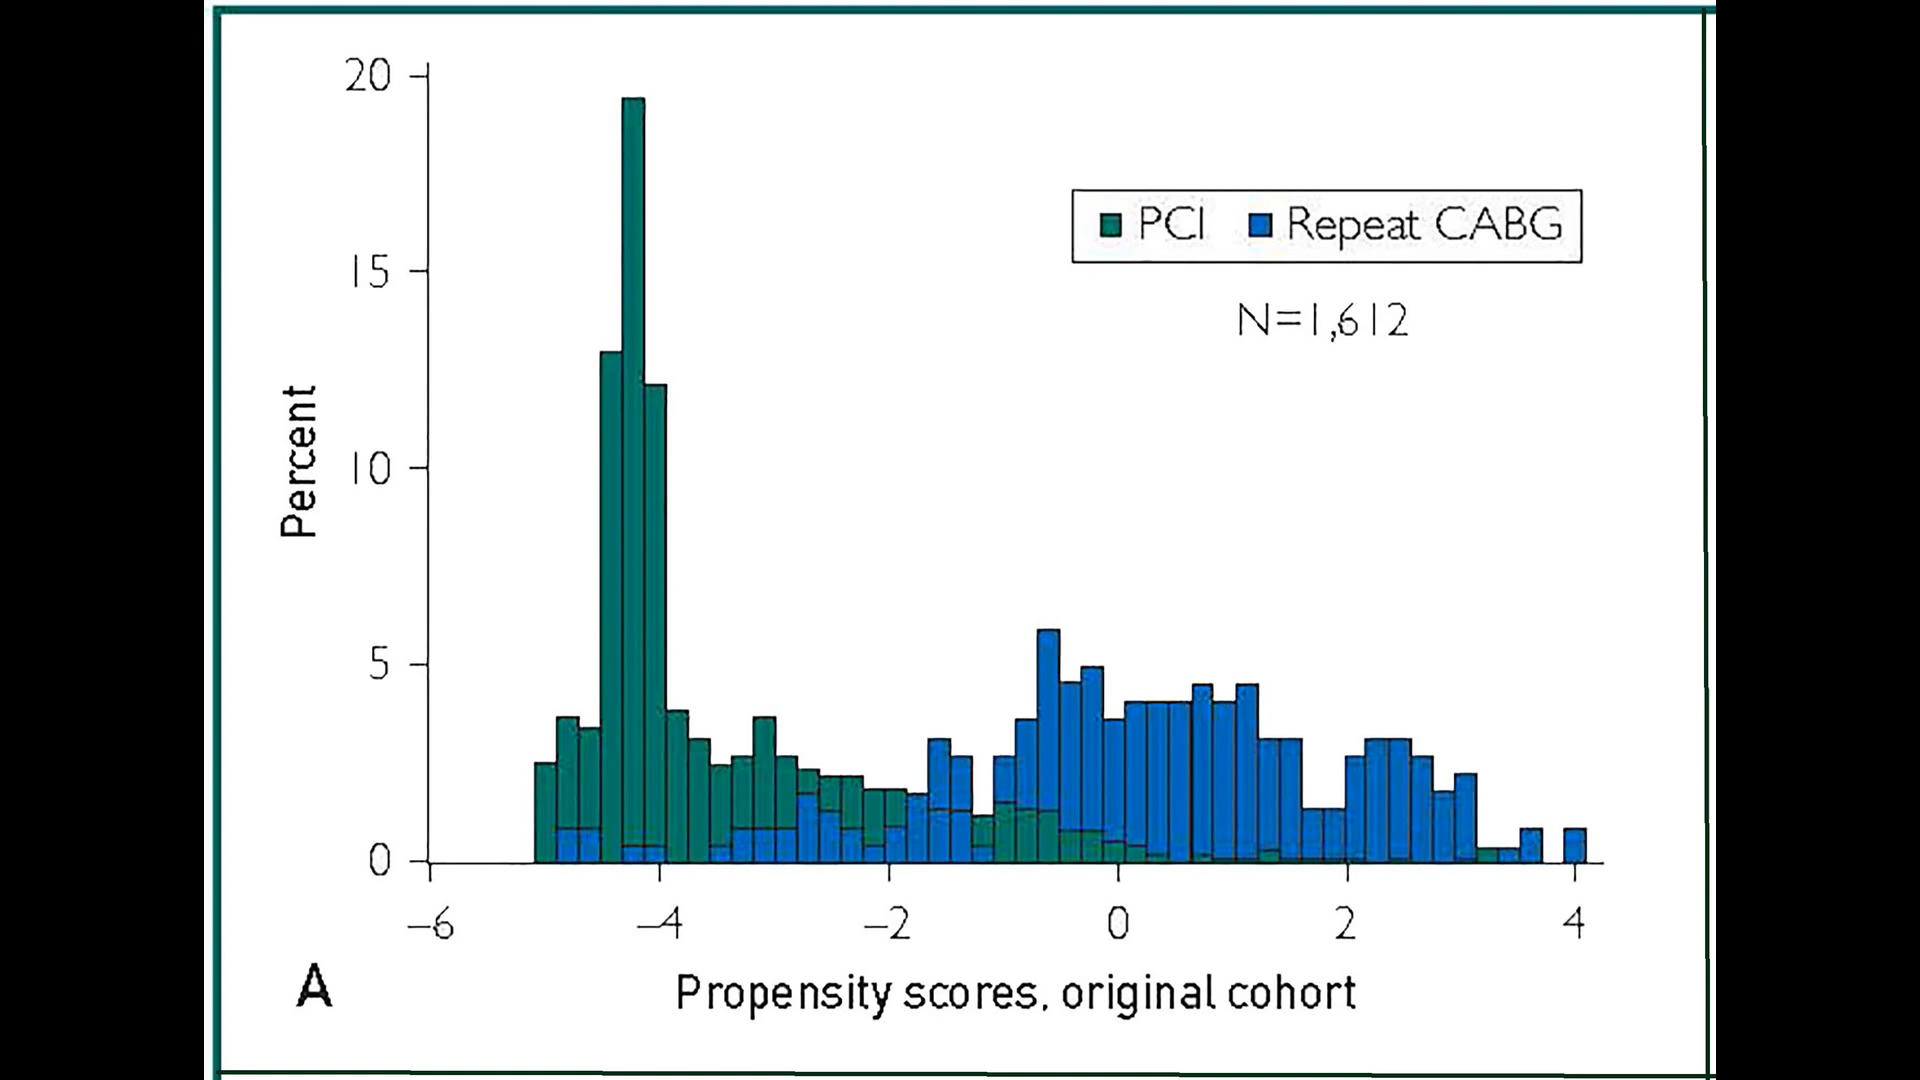 20
15
10
5
0
Percent
PCI Repeat CABG
N=1,612
–6 –4 –2 0 2 4
Propensity scores, original cohort
A